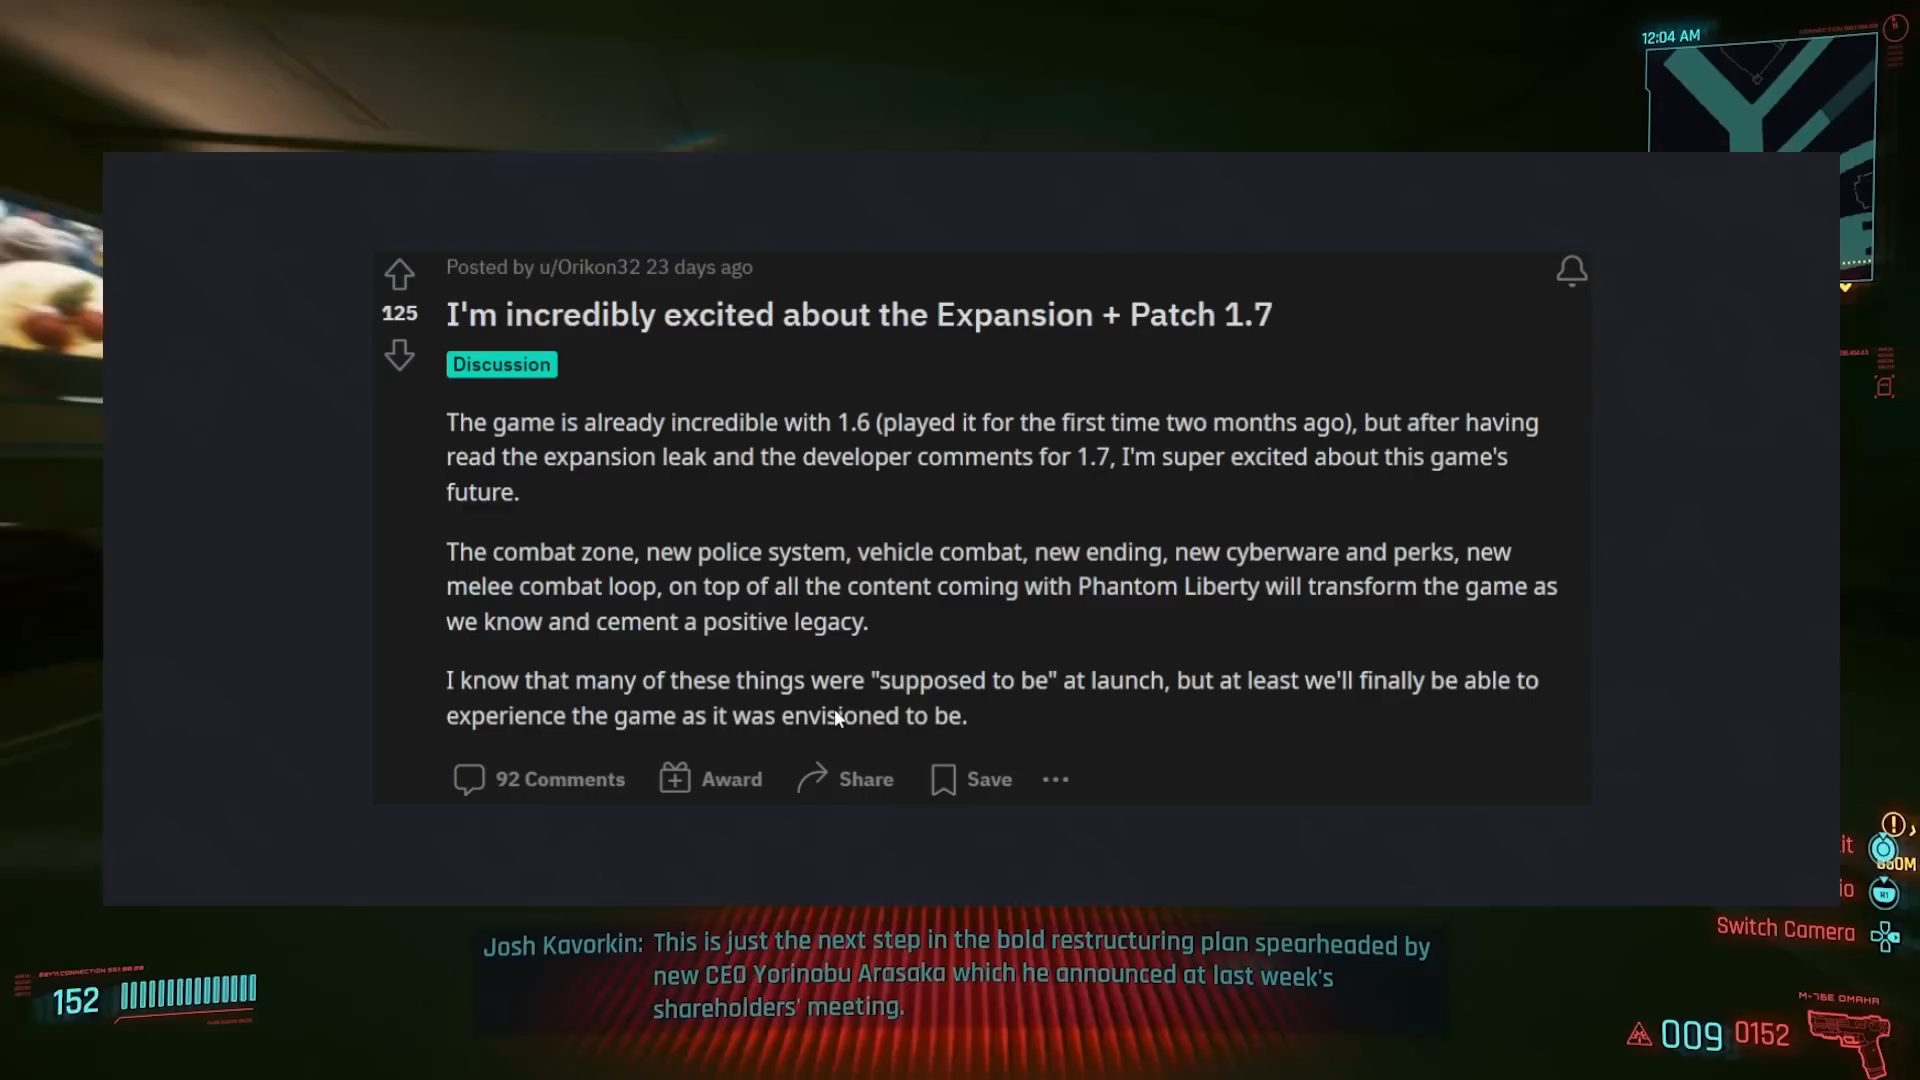 12:04 AM
Posted by u/Orikon32 23 days ago
125
I'm incredibly excited about the Expansion + Patch 1.7
Discussion
The game is already incredible with 1.6 (played it for the first time two months ago), but after having
read the expansion leak and the developer comments for 1.7, I'm super excited about this game's
future.
The combat zone, new police system, vehicle combat, new ending, new cyberware and perks, new
melee combat loop, on top of all the content coming with Phantom Liberty will transform the game as
we know and cement a positive legacy.
I know that many of these things were "supposed to be" at launch, but at least we'll finally be able to
experience the game as it was envisioned to be.
92 Comments Award Share Save
Switch Camera
Josh Kavorkin: This is just the next step in the bold restructuring plan spearheaded by
new CEO Yorinobu Arasaka which he announced at last week's
shareholders' meeting.
152
M-76E OMAHA
009 0152